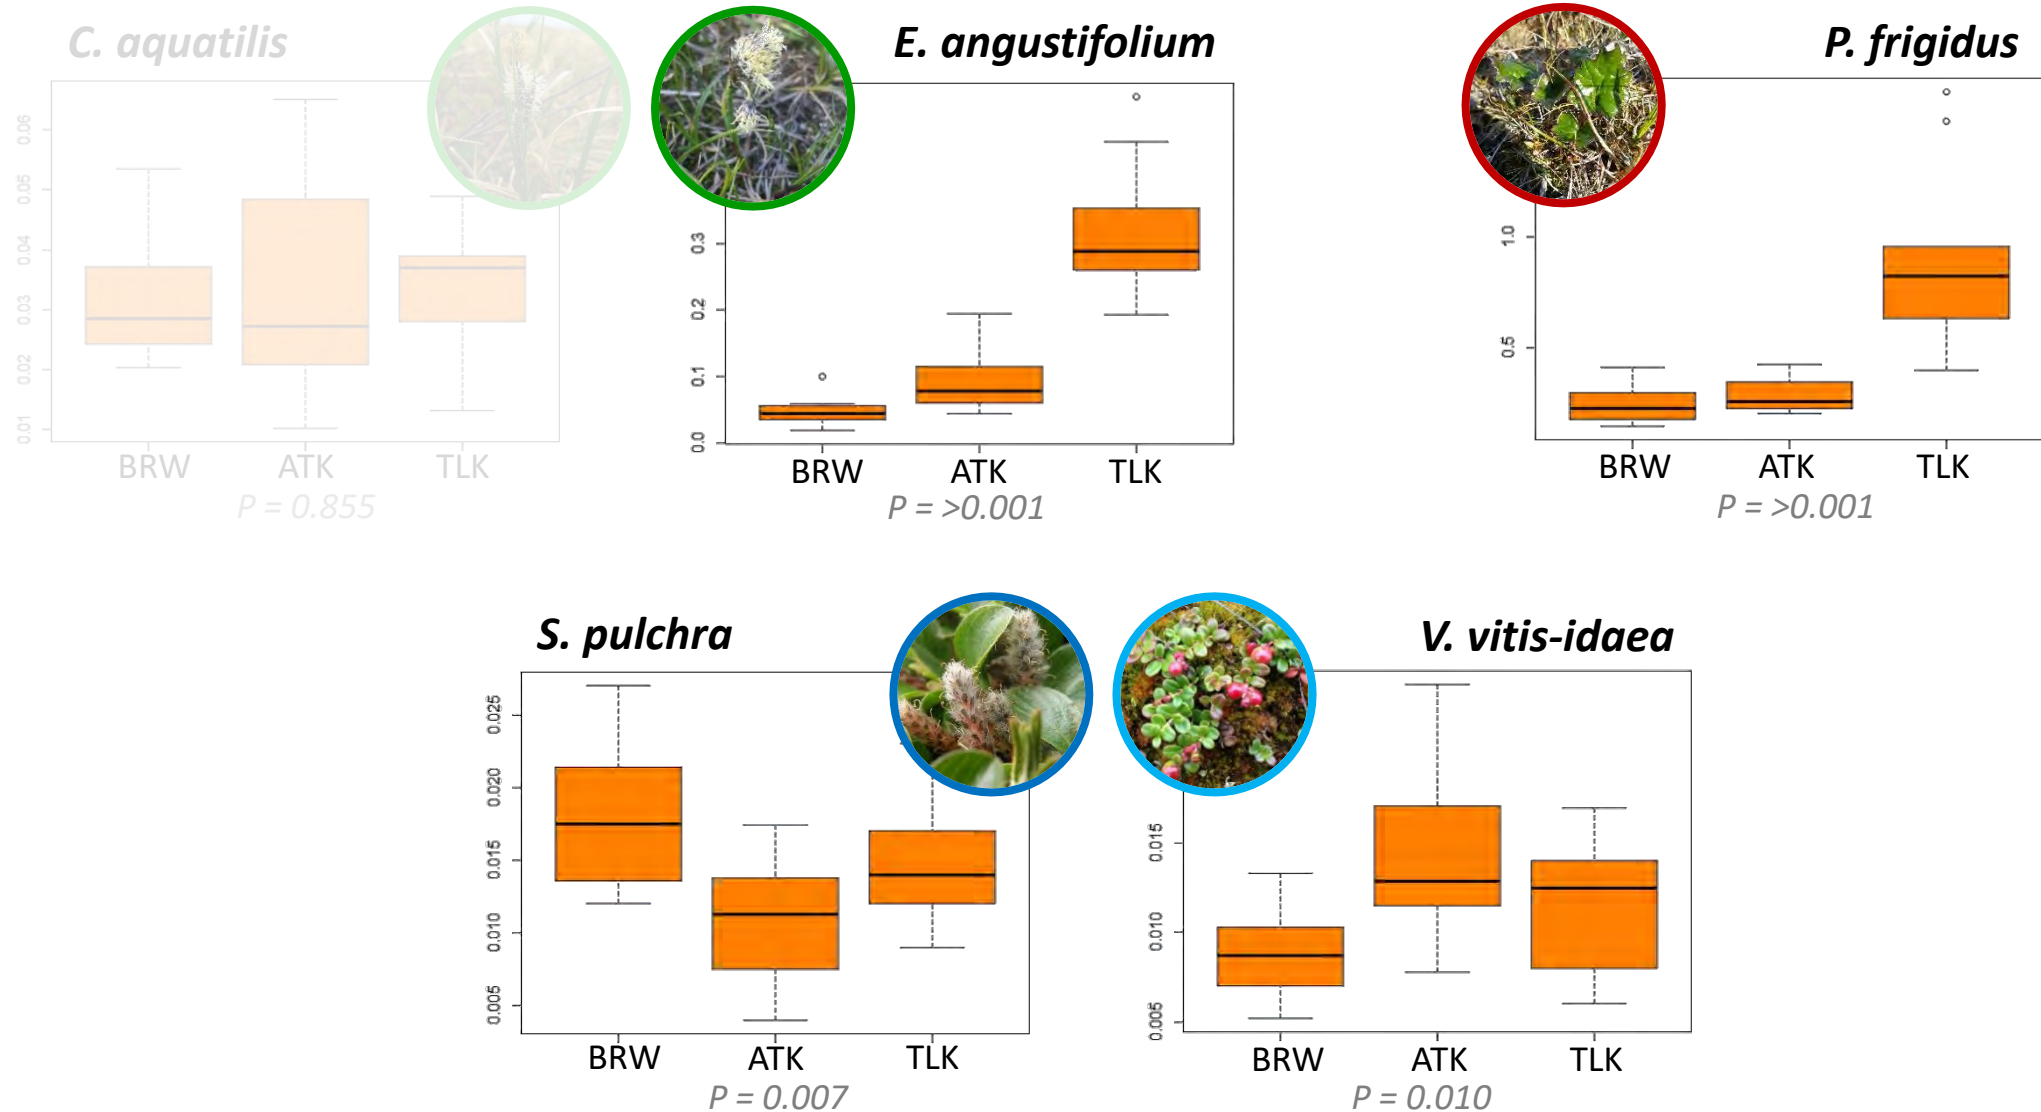 C. aquatilis
E. angustifolium
P. frigidus
0.06
0.05
0.04
0.03
0.02
0.01
BRW ATK TLK
P = 0.855
0.3
0.2
0.1
0.0
BRW ATK TLK
P = >0.001
1.0
0.5
BRW ATK TLK
P = >0.001
S. pulchra
V. vitis-idaea
0.025
0.020
0.015
0.010
0.005
BRW ATK TLK
P = 0.007
0.015
0.010
0.005
BRW ATK TLK
P = 0.010